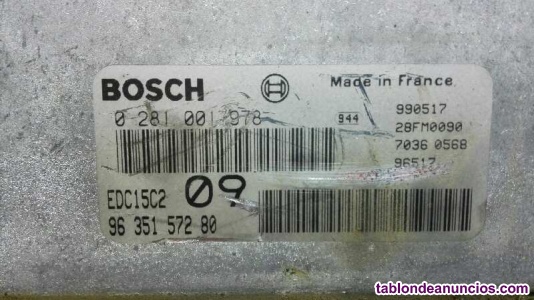 BOSCH
Made in France
0 281 001 978
944
990517
28FM0090
7036 0568
96517
EDC15C2
09
96 351 572 80
tablondeanuncios.com